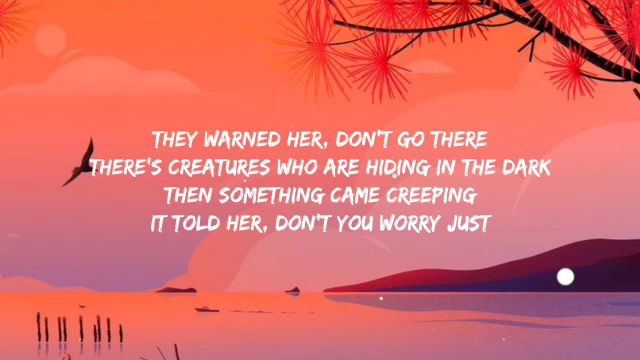 THEY WARNED HER, DON'T GO THERE
THERE'S CREATURES WHO ARE HIDING IN THE DARK
THEN SOMETHING CAME CREEPING
IT TOLD HER, DON'T YOU WORRY JUST